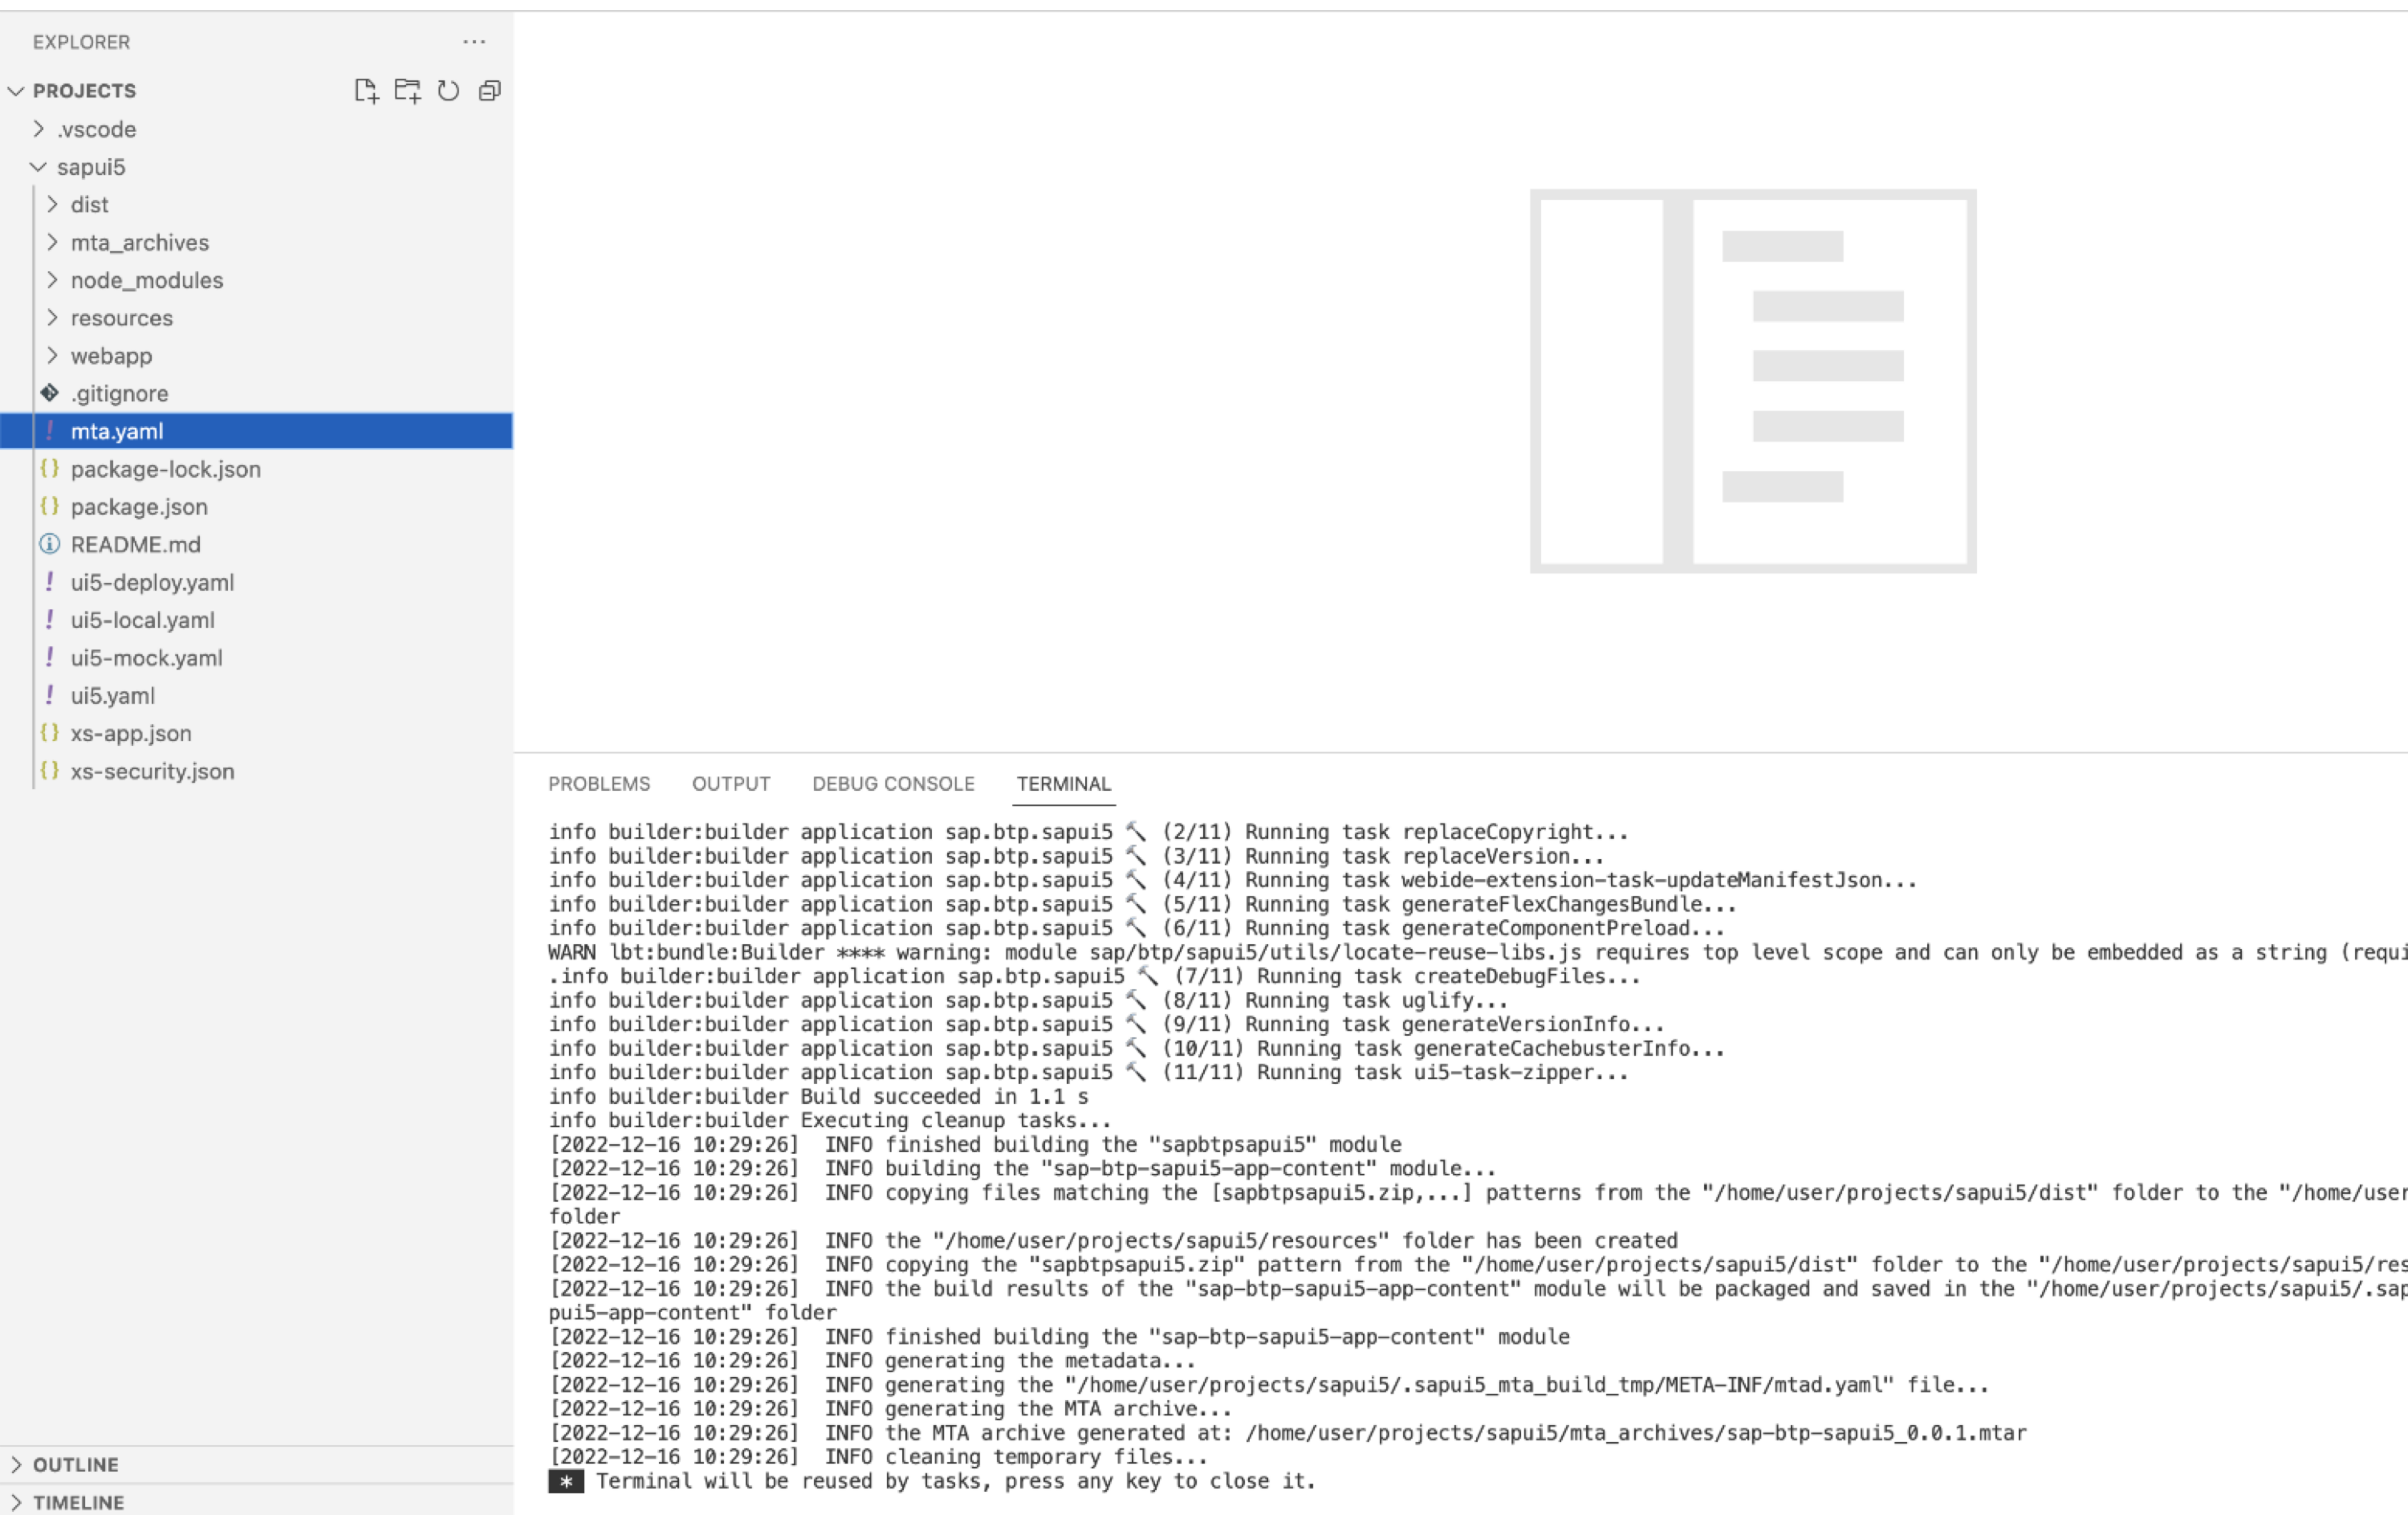 EXPLORER
PROJECTS
.vscode
sapui5
dist
mta_archives
node_modules
resources
webapp
.gitignore
! mta.yaml
{} package-lock.json
{} package.json
README.md
! ui5-deploy.yaml
! ui5-local.yaml
! ui5-mock.yaml
! ui5.yaml
{} xs-app.json
{} xs-security.json
OUTLINE
TIMELINE
PROBLEMS OUTPUT DEBUG CONSOLE TERMINAL
info builder:builder application sap.btp.sapui5 🔨 (2/11) Running task replaceCopyright...
info builder:builder application sap.btp.sapui5 🔨 (3/11) Running task replaceVersion...
info builder:builder application sap.btp.sapui5 🔨 (4/11) Running task webide-extension-task-updateManifestJson...
info builder:builder application sap.btp.sapui5 🔨 (5/11) Running task generateFlexChangesBundle...
info builder:builder application sap.btp.sapui5 🔨 (6/11) Running task generateComponentPreload...
WARN lbt:bundle:Builder **** warning: module sap/btp/sapui5/utils/locate-reuse-libs.js requires top level scope and can only be embedded as a string (requi
.info builder:builder application sap.btp.sapui5 🔨 (7/11) Running task createDebugFiles...
info builder:builder application sap.btp.sapui5 🔨 (8/11) Running task uglify...
info builder:builder application sap.btp.sapui5 🔨 (9/11) Running task generateVersionInfo...
info builder:builder application sap.btp.sapui5 🔨 (10/11) Running task generateCachebusterInfo...
info builder:builder application sap.btp.sapui5 🔨 (11/11) Running task ui5-task-zipper...
info builder:builder Build succeeded in 1.1 s
info builder:builder Executing cleanup tasks...
[2022-12-16 10:29:26]  INFO finished building the "sapbtpsapui5" module
[2022-12-16 10:29:26]  INFO building the "sap-btp-sapui5-app-content" module...
[2022-12-16 10:29:26]  INFO copying files matching the [sapbtpsapui5.zip,...] patterns from the "/home/user/projects/sapui5/dist" folder to the "/home/user
folder
[2022-12-16 10:29:26]  INFO the "/home/user/projects/sapui5/resources" folder has been created
[2022-12-16 10:29:26]  INFO copying the "sapbtpsapui5.zip" pattern from the "/home/user/projects/sapui5/dist" folder to the "/home/user/projects/sapui5/res
[2022-12-16 10:29:26]  INFO the build results of the "sap-btp-sapui5-app-content" module will be packaged and saved in the "/home/user/projects/sapui5/.sap
pui5-app-content" folder
[2022-12-16 10:29:26]  INFO finished building the "sap-btp-sapui5-app-content" module
[2022-12-16 10:29:26]  INFO generating the metadata...
[2022-12-16 10:29:26]  INFO generating the "/home/user/projects/sapui5/.sapui5_mta_build_tmp/META-INF/mtad.yaml" file...
[2022-12-16 10:29:26]  INFO generating the MTA archive...
[2022-12-16 10:29:26]  INFO the MTA archive generated at: /home/user/projects/sapui5/mta_archives/sap-btp-sapui5_0.0.1.mtar
[2022-12-16 10:29:26]  INFO cleaning temporary files...
* Terminal will be reused by tasks, press any key to close it.